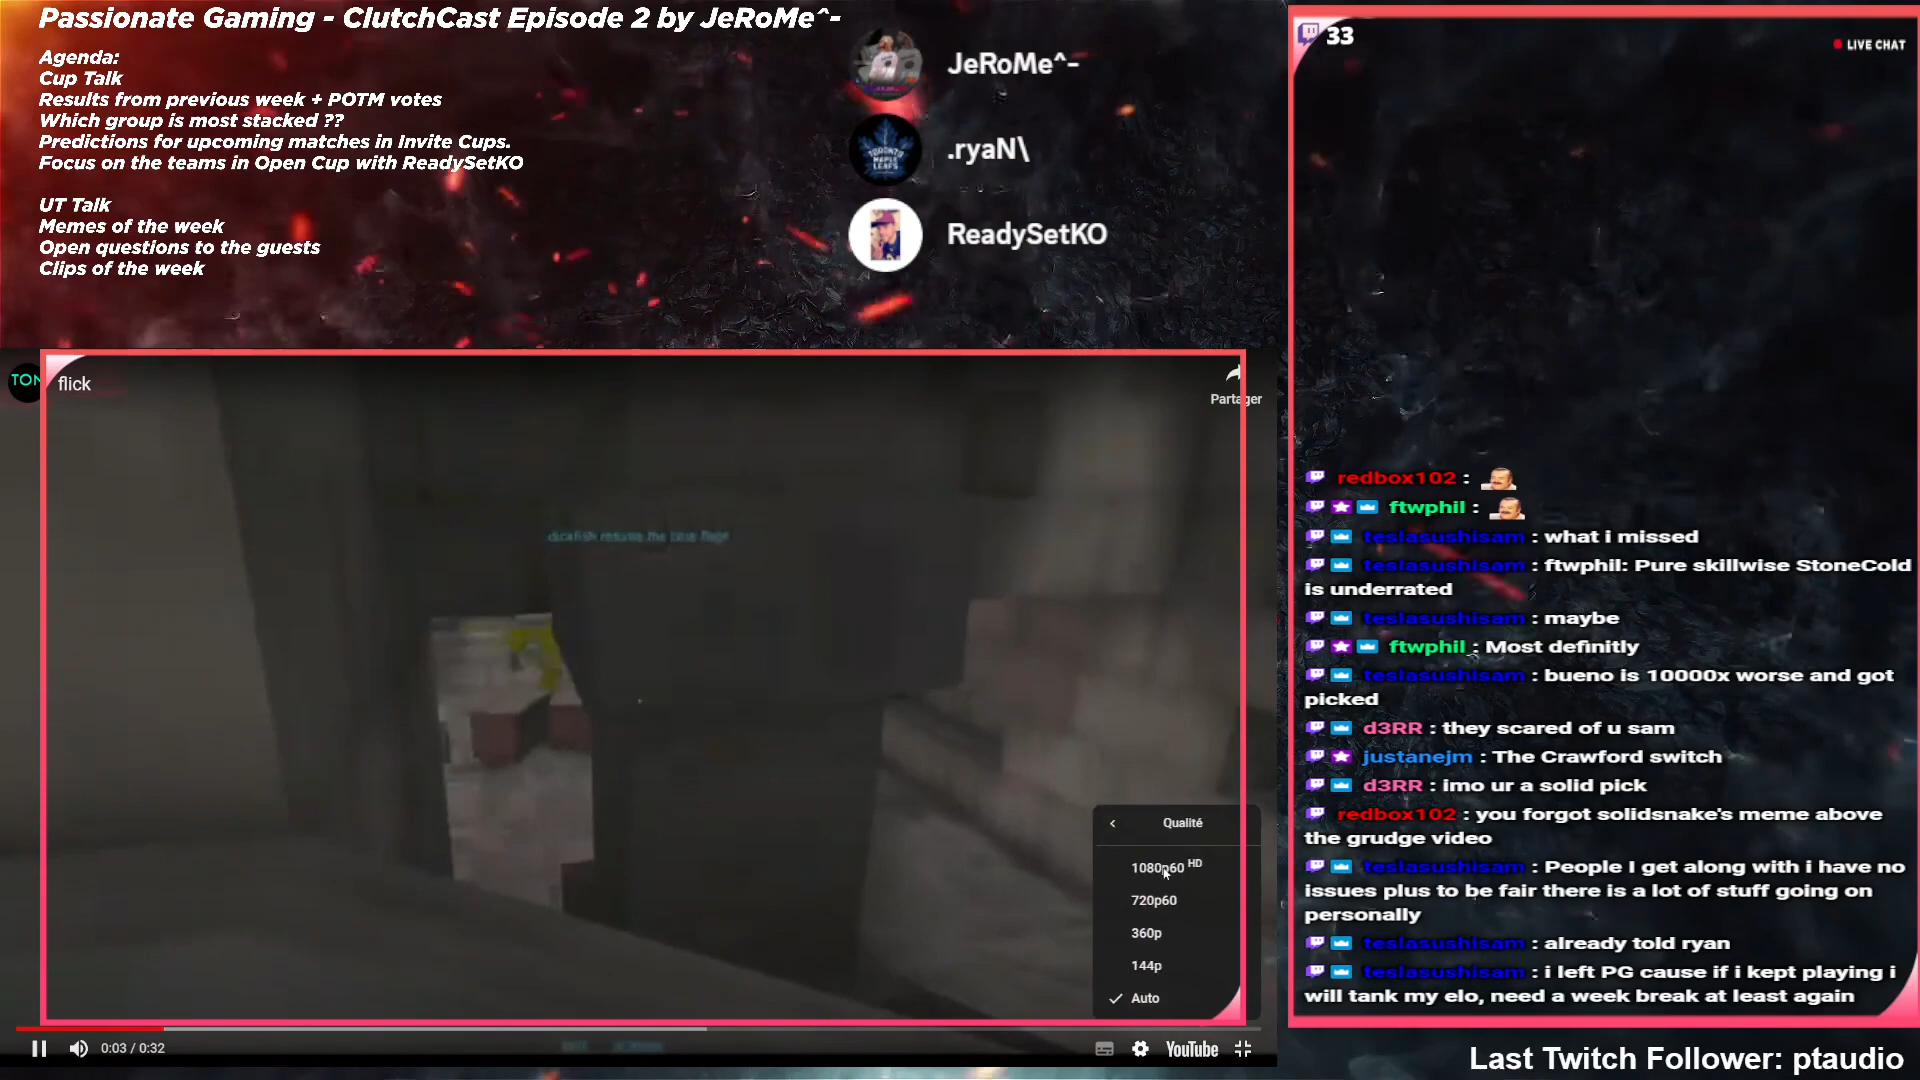 Passionate Gaming - ClutchCast Episode 2 by JeRoMe^-
Agenda:
Cup Talk
Results from previous week + POTM votes
Which group is most stacked ??
Predictions for upcoming matches in Invite Cups.
Focus on the teams in Open Cup with ReadySetKO
UT Talk
Memes of the week
Open questions to the guests
Clips of the week
JeRoMe^-
.ryaN\
TORONTO MAPLE LEAFS
ReadySetKO
TON
flick
Partager
Qualité
1080p60 HD
720p60
360p
144p
Auto
0:03 / 0:32
YouTube
33
LIVE CHAT
redbox102 :
ftwphil :
teslasushisam : what i missed
teslasushisam : ftwphil: Pure skillwise StoneCold
is underrated
teslasushisam : maybe
ftwphil : Most definitly
teslasushisam : bueno is 10000x worse and got
picked
d3RR : they scared of u sam
justanejm : The Crawford switch
d3RR : imo ur a solid pick
redbox102 : you forgot solidsnake's meme above
the grudge video
teslasushisam : People I get along with i have no
issues plus to be fair there is a lot of stuff going on
personally
teslasushisam : already told ryan
teslasushisam : i left PG cause if i kept playing i
will tank my elo, need a week break at least again
Last Twitch Follower: ptaudio